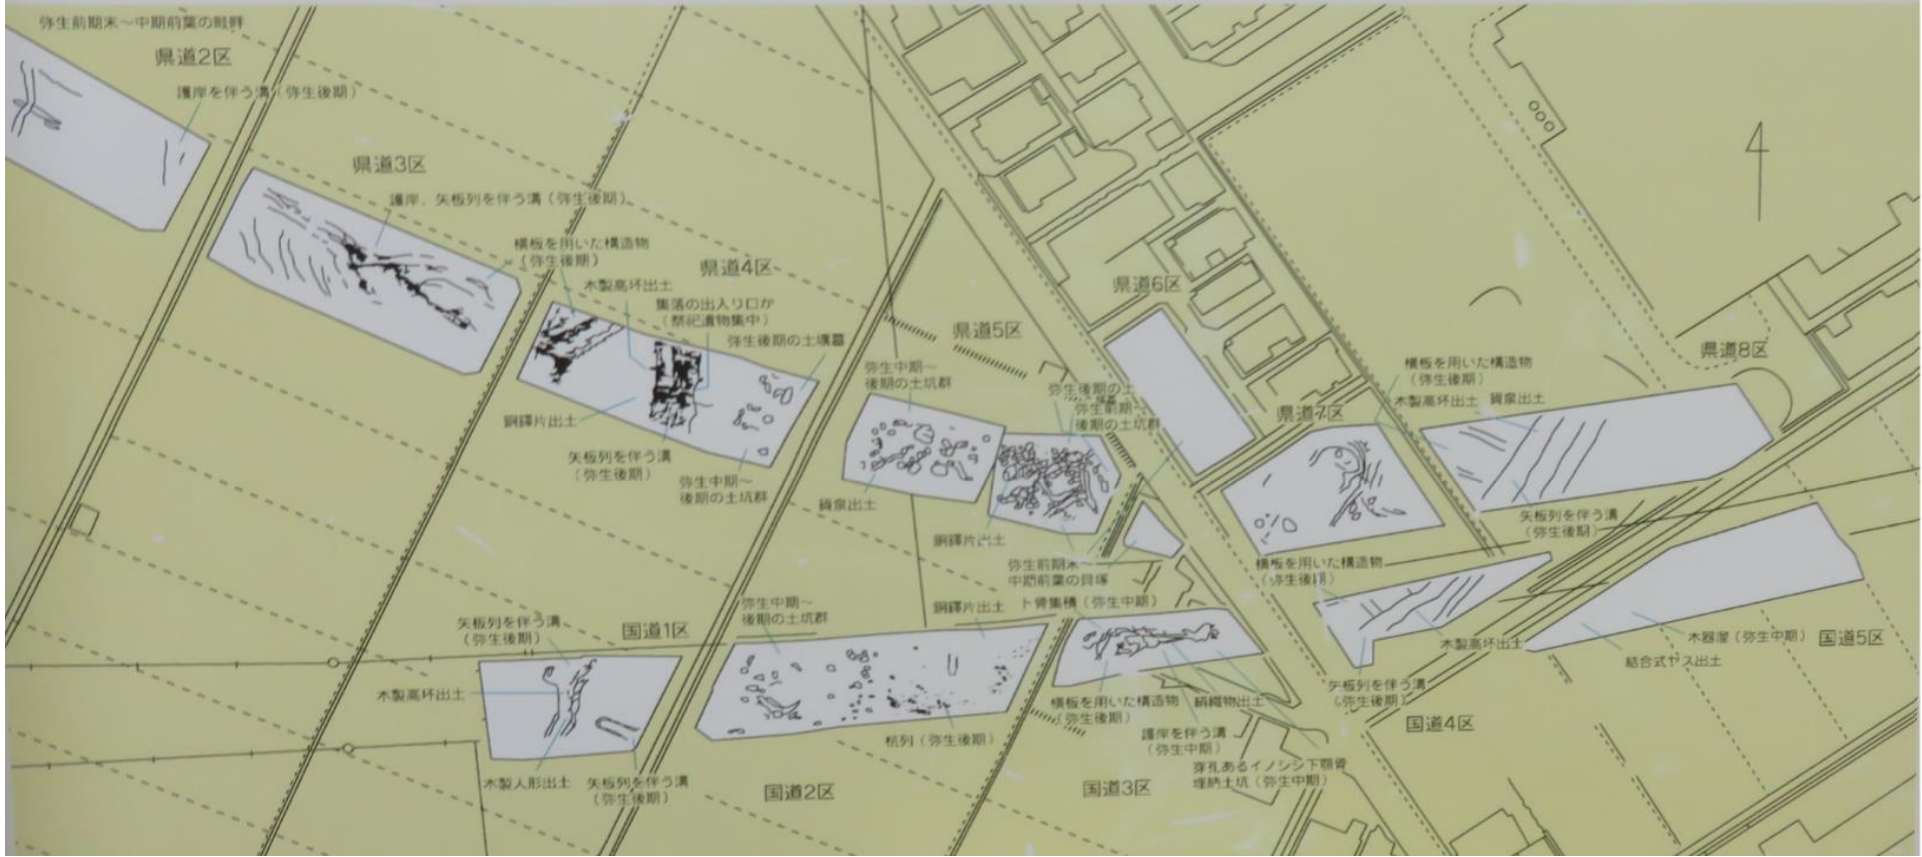 弥生前期末～中期前葉の畦畔
県道2区
護岸を伴う溝(弥生後期)
県道3区
護岸、矢板列を伴う溝(弥生後期)
横板を用いた構造物
(弥生後期)
県道4区
木製高坏出土
集落の出入り口か
(祭祀遺物集中)
弥生後期の土壙墓
銅鐸片出土
矢板列を伴う溝
(弥生後期)
弥生中期～
後期の土坑群
県道5区
弥生中期～
後期の土坑群
貨泉出土
弥生後期の土
弥生前期～
後期の土坑群
銅鐸片出土
弥生前期末～
中期前葉の貝塚
県道6区
県道7区
横板を用いた構造物
(弥生後期)
木製高坏出土
貨泉出土
県道8区
矢板列を伴う溝
(弥生後期)
横板を用いた構造物
(弥生後期)
国道1区
矢板列を伴う溝
(弥生後期)
木製高坏出土
木製人形出土
矢板列を伴う溝
(弥生後期)
弥生中期～
後期の土坑群
銅鐸片出土
杭列(弥生後期)
国道2区
卜骨集積(弥生中期)
横板を用いた構造物
(弥生後期)
絹織物出土
護岸を伴う溝
(弥生中期)
穿孔あるイノシシ下顎骨
埋納土坑(弥生中期)
国道3区
木製高坏出土
矢板列を伴う溝
(弥生後期)
国道4区
木器溜(弥生中期)
結合式ヤス出土
国道5区